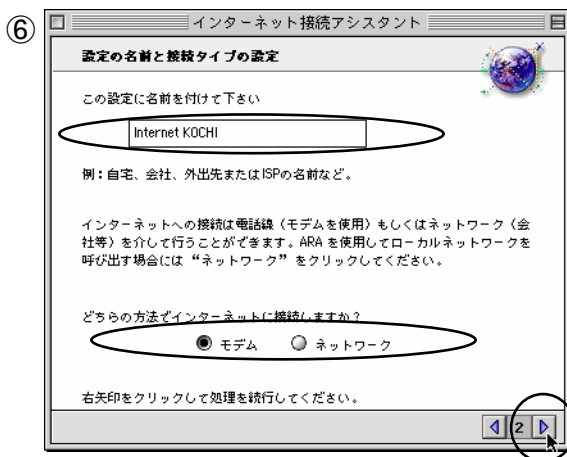 ⑥
インターネット接続アシスタント
設定の名前と接続タイプの設定
この設定に名前を付けて下さい
Internet KOCHI
例：自宅、会社、外出先またはISPの名前など。
インターネットへの接続は電話線（モデムを使用）もしくはネットワーク（会
社等）を介して行うことができます。ARA を使用してローカルネットワークを
呼び出す場合には “ネットワーク” をクリックしてください。
どちらの方法でインターネットに接続しますか？
モデム ネットワーク
右矢印をクリックして処理を続行してください。
2